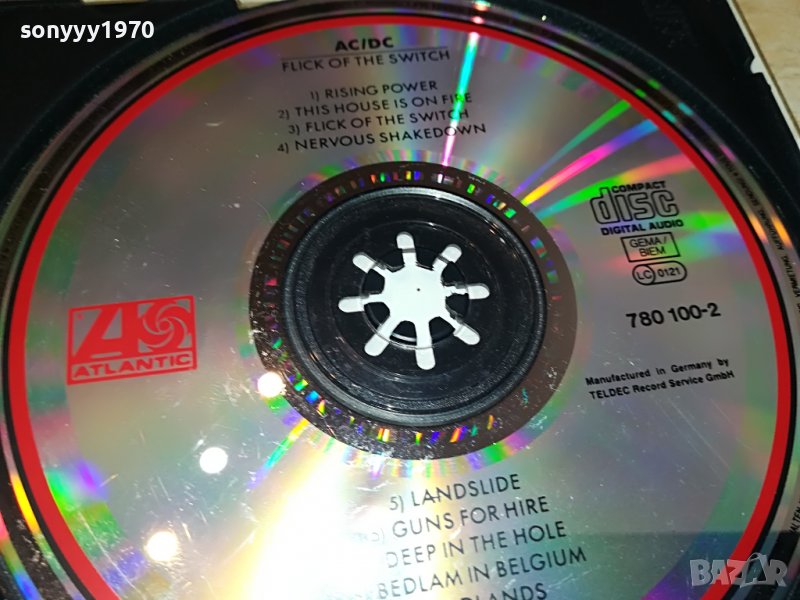 sonyyy1970
AC/DC
FLICK OF THE SWITCH
1) RISING POWER
2) THIS HOUSE IS ON FIRE
3) FLICK OF THE SWITCH
4) NERVOUS SHAKEDOWN
COMPACT
disc
DIGITAL AUDIO
GEMA/
BIEM
LC 0121
780 100-2
ATLANTIC
Manufactured in Germany by
TELDEC Record Service GmbH
5) LANDSLIDE
GUNS FOR HIRE
DEEP IN THE HOLE
BEDLAM IN BELGIUM
DLANDS
BAZAR